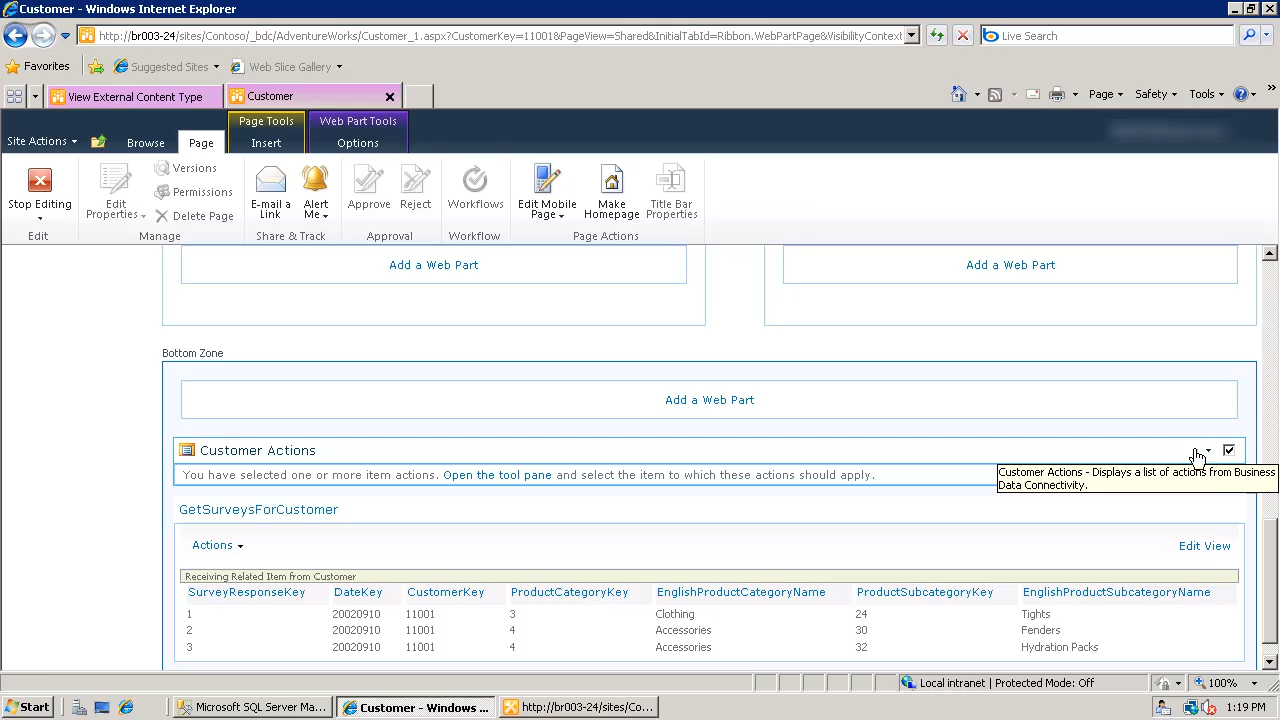 Customer - Windows Internet Explorer
http://br003-24/sites/Contoso/_bdc/AdventureWorks/Customer_1.aspx?CustomerKey=11001&PageView=Shared&InitialTabId=Ribbon.WebPartPage&VisibilityContext
Live Search
Favorites
Suggested Sites
Web Slice Gallery
View External Content Type
Customer
Page
Safety
Tools
Page Tools
Web Part Tools
Site Actions
Browse
Page
Insert
Options
Stop Editing
Edit Properties
Versions
Permissions
Delete Page
E-mail a Link
Alert Me
Approve
Reject
Workflows
Edit Mobile Page
Make Homepage
Title Bar Properties
Edit
Manage
Share & Track
Approval
Workflow
Page Actions
Add a Web Part
Add a Web Part
Bottom Zone
Add a Web Part
Customer Actions
You have selected one or more item actions. Open the tool pane and select the item to which these actions should apply.
Customer Actions - Displays a list of actions from Business
Data Connectivity.
GetSurveysForCustomer
Actions
Edit View
Receiving Related Item from Customer
SurveyResponseKey DateKey CustomerKey ProductCategoryKey EnglishProductCategoryName ProductSubcategoryKey EnglishProductSubcategoryName
1 20020910 11001 3 Clothing 24 Tights
2 20020910 11001 4 Accessories 30 Fenders
3 20020910 11001 4 Accessories 32 Hydration Packs
Local intranet | Protected Mode: Off
100%
Start
Microsoft SQL Server Ma...
Customer - Windows ...
http://br003-24/sites/Co...
1:19 PM